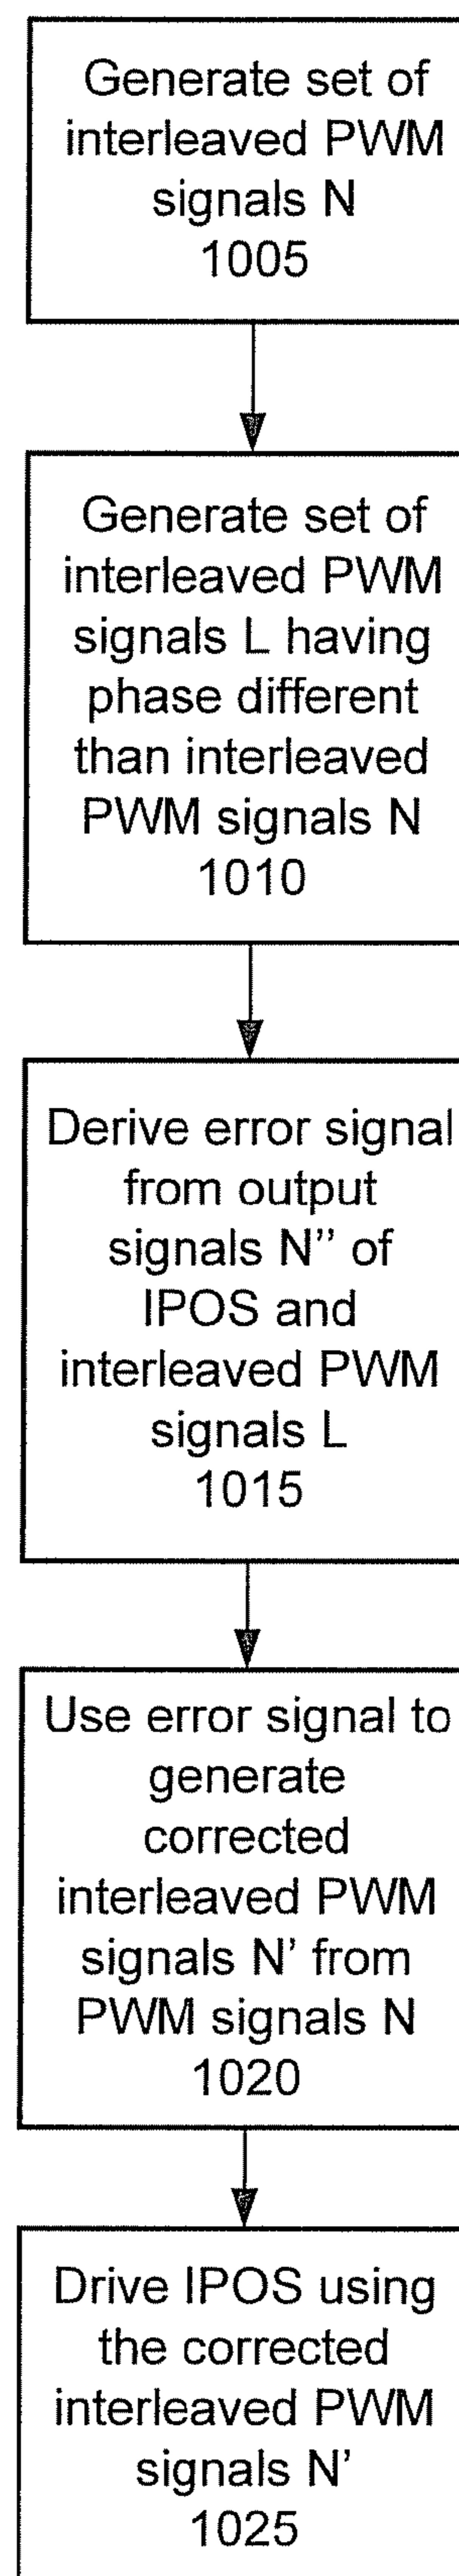 Generate set of
interleaved PWM
signals N
1005
Generate set of
interleaved PWM
signals L having
phase different
than interleaved
PWM signals N
1010
Derive error signal
from output
signals N’’ of
IPOS and
interleaved PWM
signals L
1015
Use error signal to
generate
corrected
interleaved PWM
signals N’ from
PWM signals N
1020
Drive IPOS using
the corrected
interleaved PWM
signals N’
1025